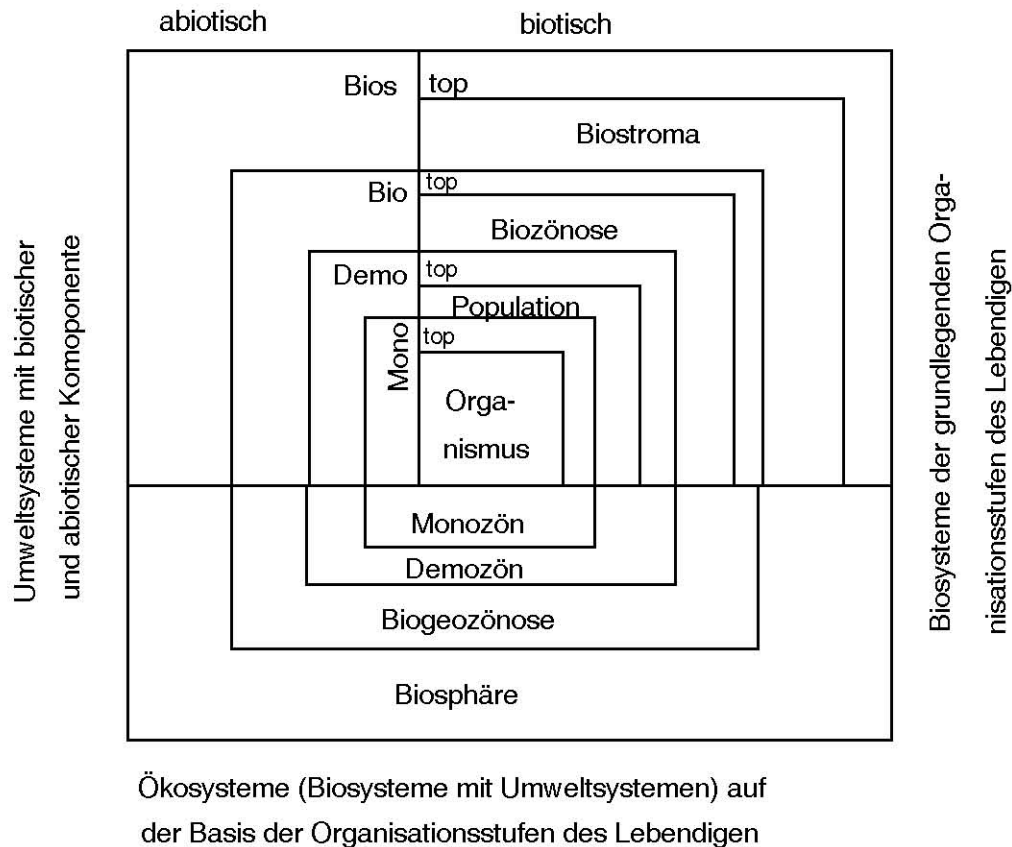 abiotisch biotisch
Bios top
Biostroma
Bio top
Biozönose
Demo top
Population
Mono top
Orga-
nismus
Monozön
Demozön
Biogeozönose
Biosphäre
Umweltsysteme mit biotischer
und abiotischer Komoponente
Biosysteme der grundlegenden Orga-
nisationsstufen des Lebendigen
Ökosysteme (Biosysteme mit Umweltsystemen) auf
der Basis der Organisationsstufen des Lebendigen